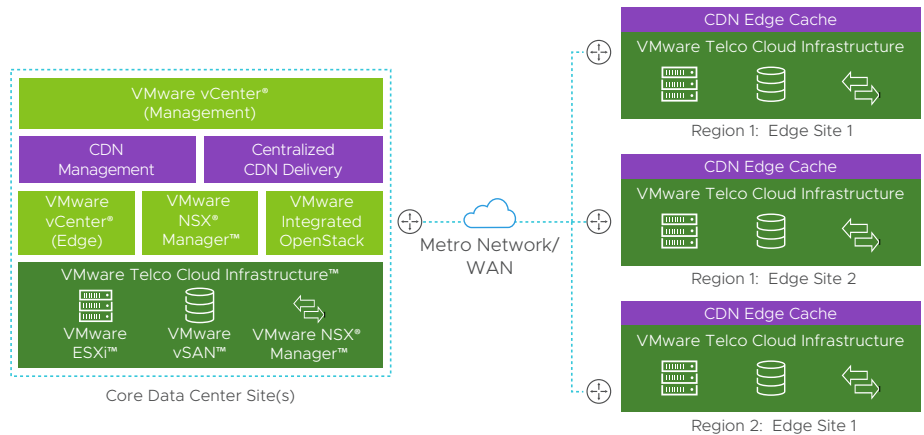 VMware vCenter®
(Management)
CDN
Management
Centralized
CDN Delivery
VMware
vCenter®
(Edge)
VMware
NSX®
Manager™
VMware
Integrated
OpenStack
VMware Telco Cloud Infrastructure™
VMware
ESXi™
VMware
vSAN™
VMware NSX®
Manager™
Core Data Center Site(s)
Metro Network/
WAN
CDN Edge Cache
VMware Telco Cloud Infrastructure
Region 1: Edge Site 1
CDN Edge Cache
VMware Telco Cloud Infrastructure
Region 1: Edge Site 2
CDN Edge Cache
VMware Telco Cloud Infrastructure
Region 2: Edge Site 1